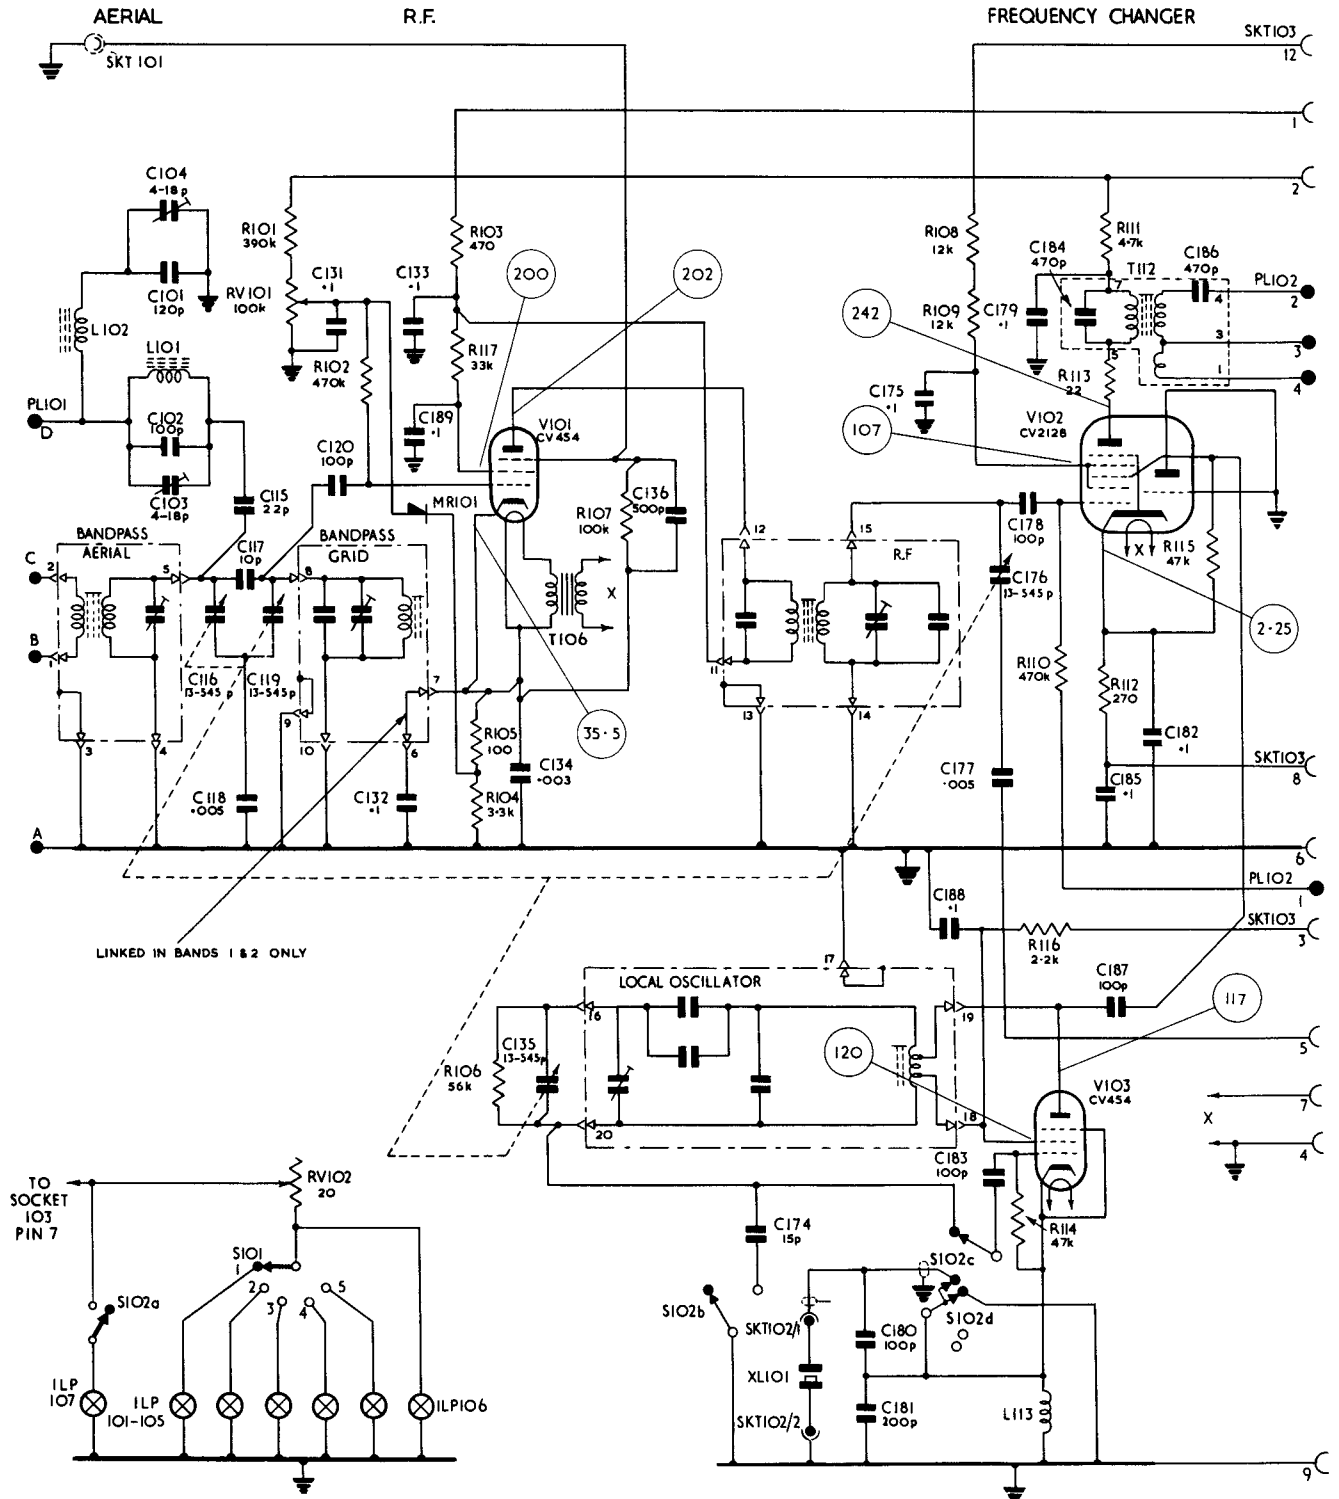 AERIAL
R.F.
FREQUENCY CHANGER
SKT 101
SKT103
12
1
2
C104
4-18p
C101
120p
L102
L101
PL101
D
C102
100p
C103
4-18p
R101
390k
RV101
100k
C131
·1
R102
470k
C133
·1
R103
470
R117
33k
C189
·1
200
202
V101
CV454
C120
100p
MR101
C115
22p
C136
500p
R107
100k
T106
X
R108
12k
R109
12k
C179
·1
C175
·1
242
107
C184
470p
R111
4·7k
T112
7
5
C186
470p
4
3
1
PL102
2
3
4
R113
22
V102
CV2128
X
R115
47k
C178
100p
C176
13-545p
BANDPASS
AERIAL
C
2
B
1
5
3
4
C117
10p
C116
13-545p
C119
13-545p
BANDPASS
GRID
8
9
10
7
6
C118
·005
C132
·1
R105
100
R104
3·3k
C134
·003
35·5
12
15
R.F
11
13
14
2·25
R110
470k
R112
270
C182
·1
C177
·005
C185
·1
SKT103
8
A
6
PL102
1
SKT103
3
LINKED IN BANDS 1 & 2 ONLY
C188
·1
R116
2·2k
C187
100p
117
17
LOCAL OSCILLATOR
16
19
20
18
R106
56k
C135
13-545p
120
V103
CV454
5
7
X
4
C183
100p
R114
47k
TO
SOCKET
103
PIN 7
RV102
20
S101
1
2
3
4
5
S102a
ILP
107
ILP
101-105
ILP106
C174
15p
S102b
S102c
S102d
SKT102/1
XL101
SKT102/2
C180
100p
C181
200p
L113
9